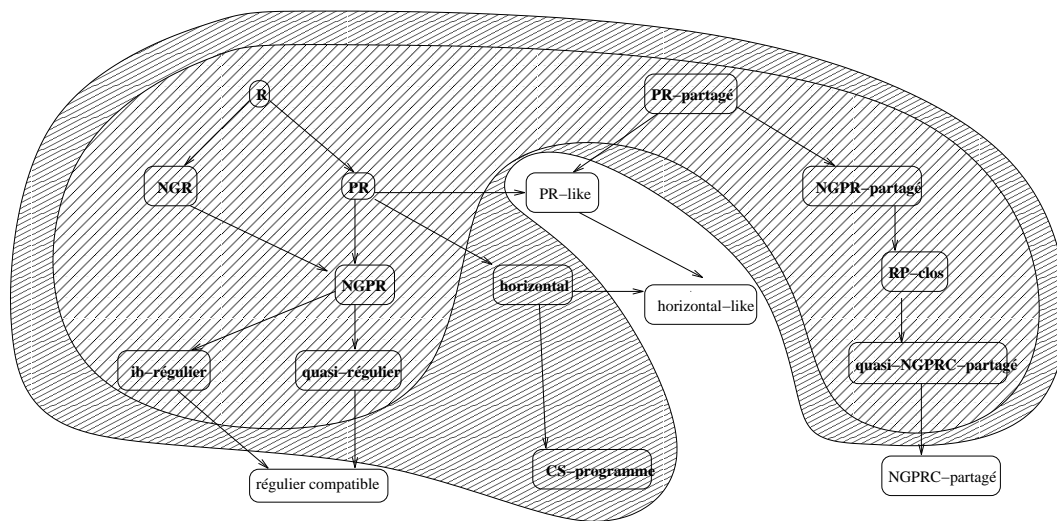 R
PR−partagé
NGR
PR
PR−like
NGPR−partagé
NGPR
horizontal
RP−clos
horizontal−like
ib−régulier
quasi−régulier
quasi−NGPRC−partagé
CS−programme
régulier compatible
NGPRC−partagé